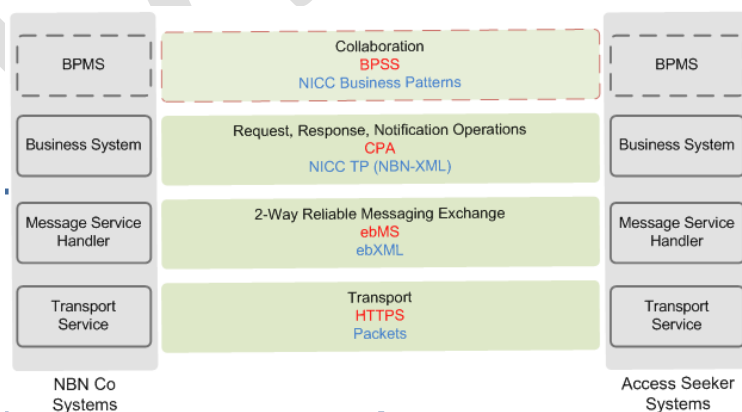 BPMS
Collaboration
BPSS
NICC Business Patterns
BPMS
Business System
Request, Response, Notification Operations
CPA
NICC TP (NBN-XML)
Business System
Message Service
Handler
2-Way Reliable Messaging Exchange
ebMS
ebXML
Message Service
Handler
Transport
Service
Transport
HTTPS
Packets
Transport
Service
NBN Co
Systems
Access Seeker
Systems